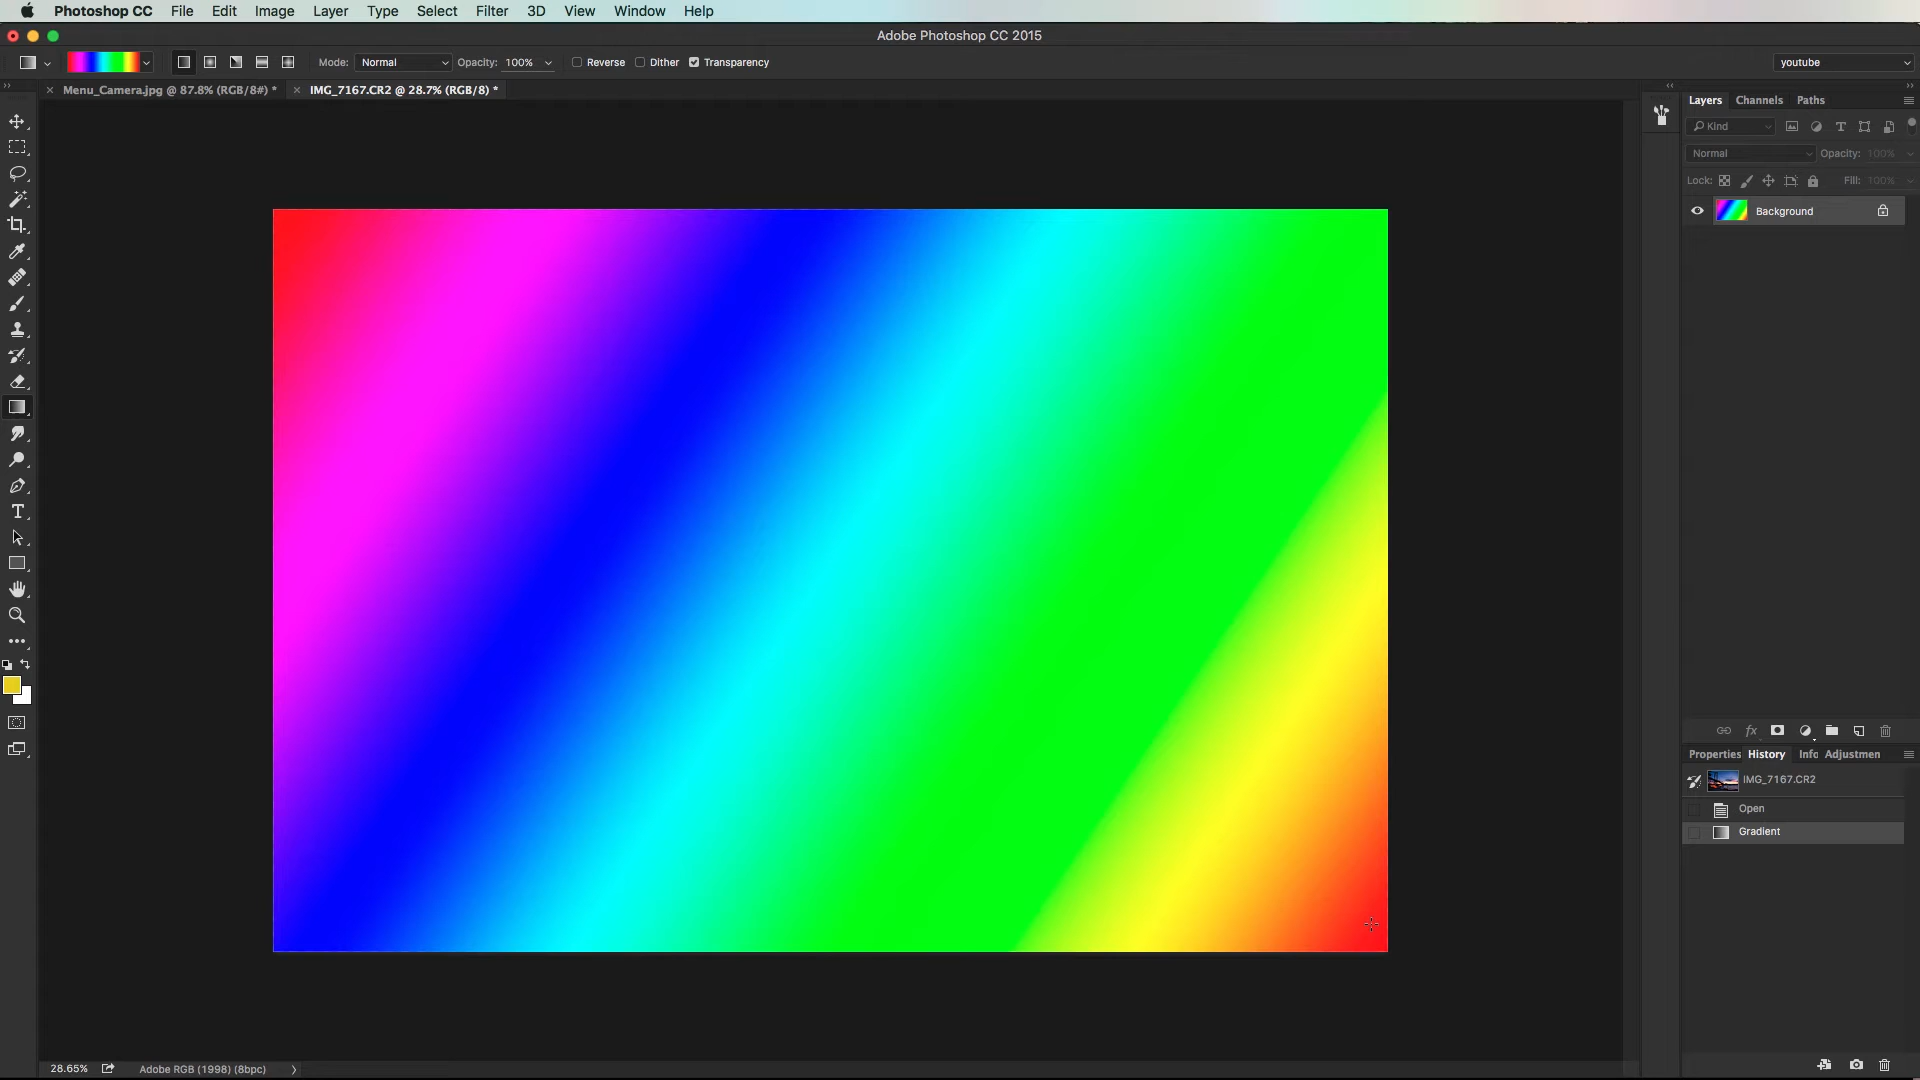 Photoshop CC File Edit Image Layer Type Select Filter 3D View Window Help
Adobe Photoshop CC 2015
Mode: Normal Opacity: 100% Reverse Dither Transparency youtube
Menu_Camera.jpg @ 87.8% (RGB/8#) * IMG_7167.CR2 @ 28.7% (RGB/8) *
Layers Channels Paths
Kind
Normal Opacity: 100%
Lock: Fill: 100%
Background
Properties History Info Adjustmen
IMG_7167.CR2
Open
Gradient
28.65% Adobe RGB (1998) (8bpc)